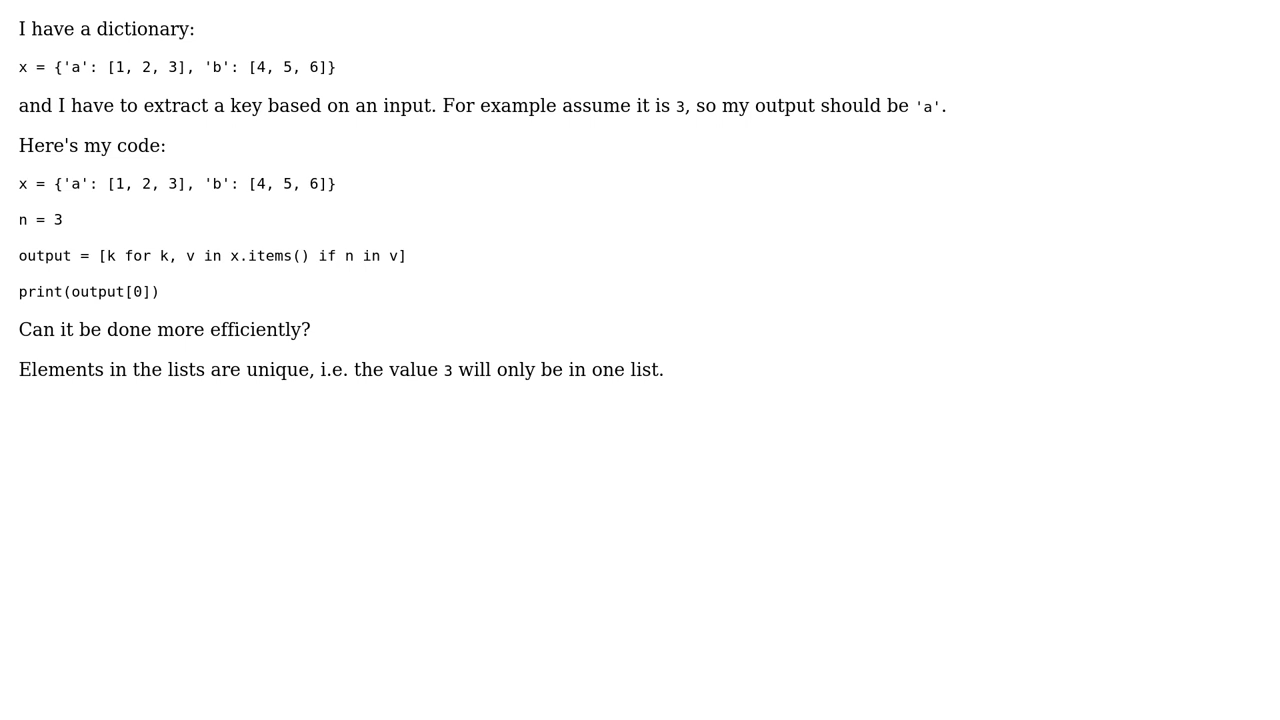 I have a dictionary:
x = {'a': [1, 2, 3], 'b': [4, 5, 6]}
and I have to extract a key based on an input. For example assume it is 3, so my output should be 'a'.
Here's my code:
x = {'a': [1, 2, 3], 'b': [4, 5, 6]}
n = 3
output = [k for k, v in x.items() if n in v]
print(output[0])
Can it be done more efficiently?
Elements in the lists are unique, i.e. the value 3 will only be in one list.